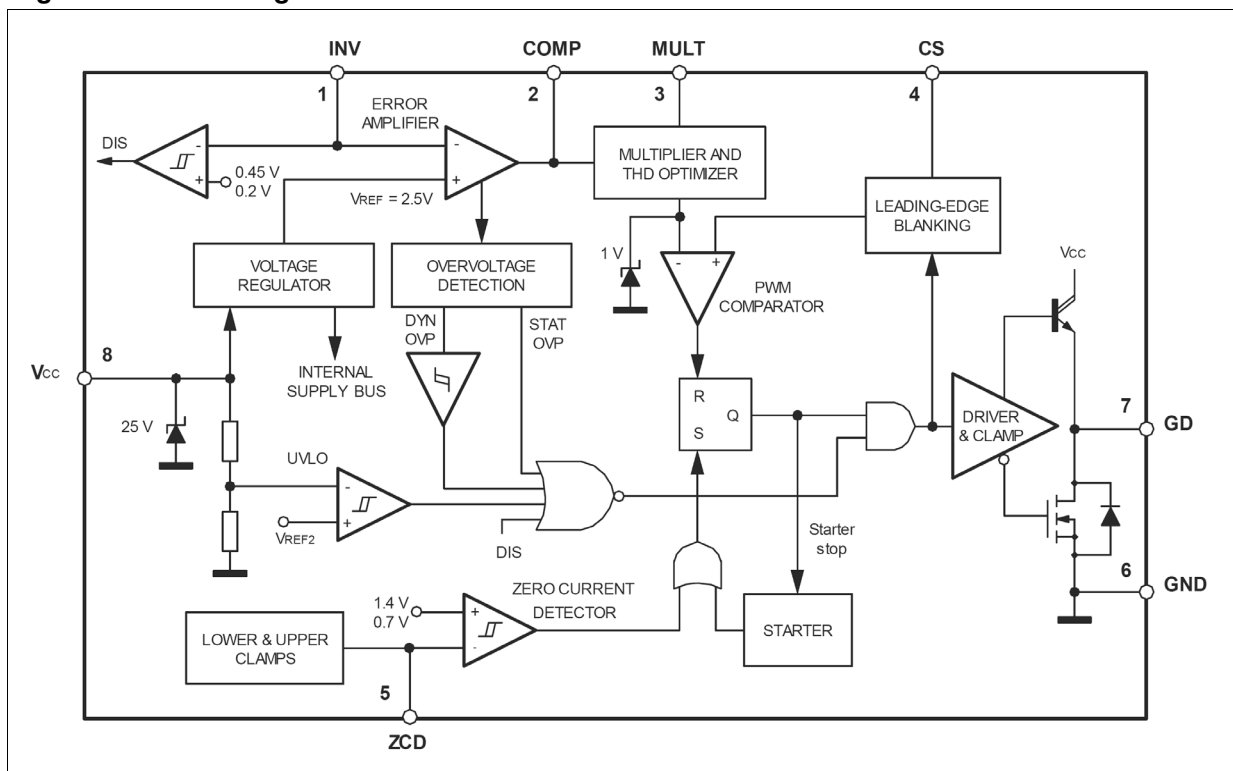 INV
COMP
MULT
CS
1
2
3
4
ERROR
AMPLIFIER
DIS
-
+
0.45 V
0.2 V
-
+
VREF = 2.5V
MULTIPLIER AND
THD OPTIMIZER
LEADING-EDGE
BLANKING
VOLTAGE
REGULATOR
OVERVOLTAGE
DETECTION
1 V
-
+
PWM
COMPARATOR
VCC
DYN
OVP
STAT
OVP
INTERNAL
SUPPLY BUS
8
VCC
25 V
R
S
Q
DRIVER
& CLAMP
7
GD
UVLO
-
+
VREF2
DIS
Starter
stop
6
GND
ZERO CURRENT
DETECTOR
1.4 V
0.7 V
+
-
LOWER & UPPER
CLAMPS
STARTER
5
ZCD